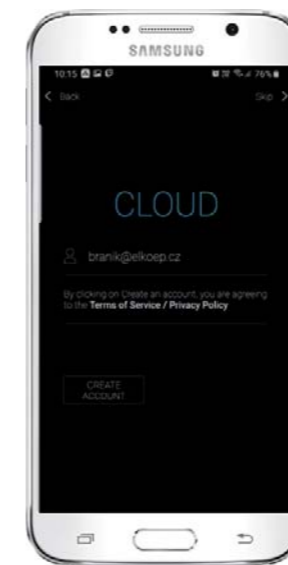 SAMSUNG
10:15 76%
Back Skip
CLOUD
branik@elkoep.cz
By clicking on Create an account, you are agreeing
to the Terms of Service / Privacy Policy
CREATE
ACCOUNT